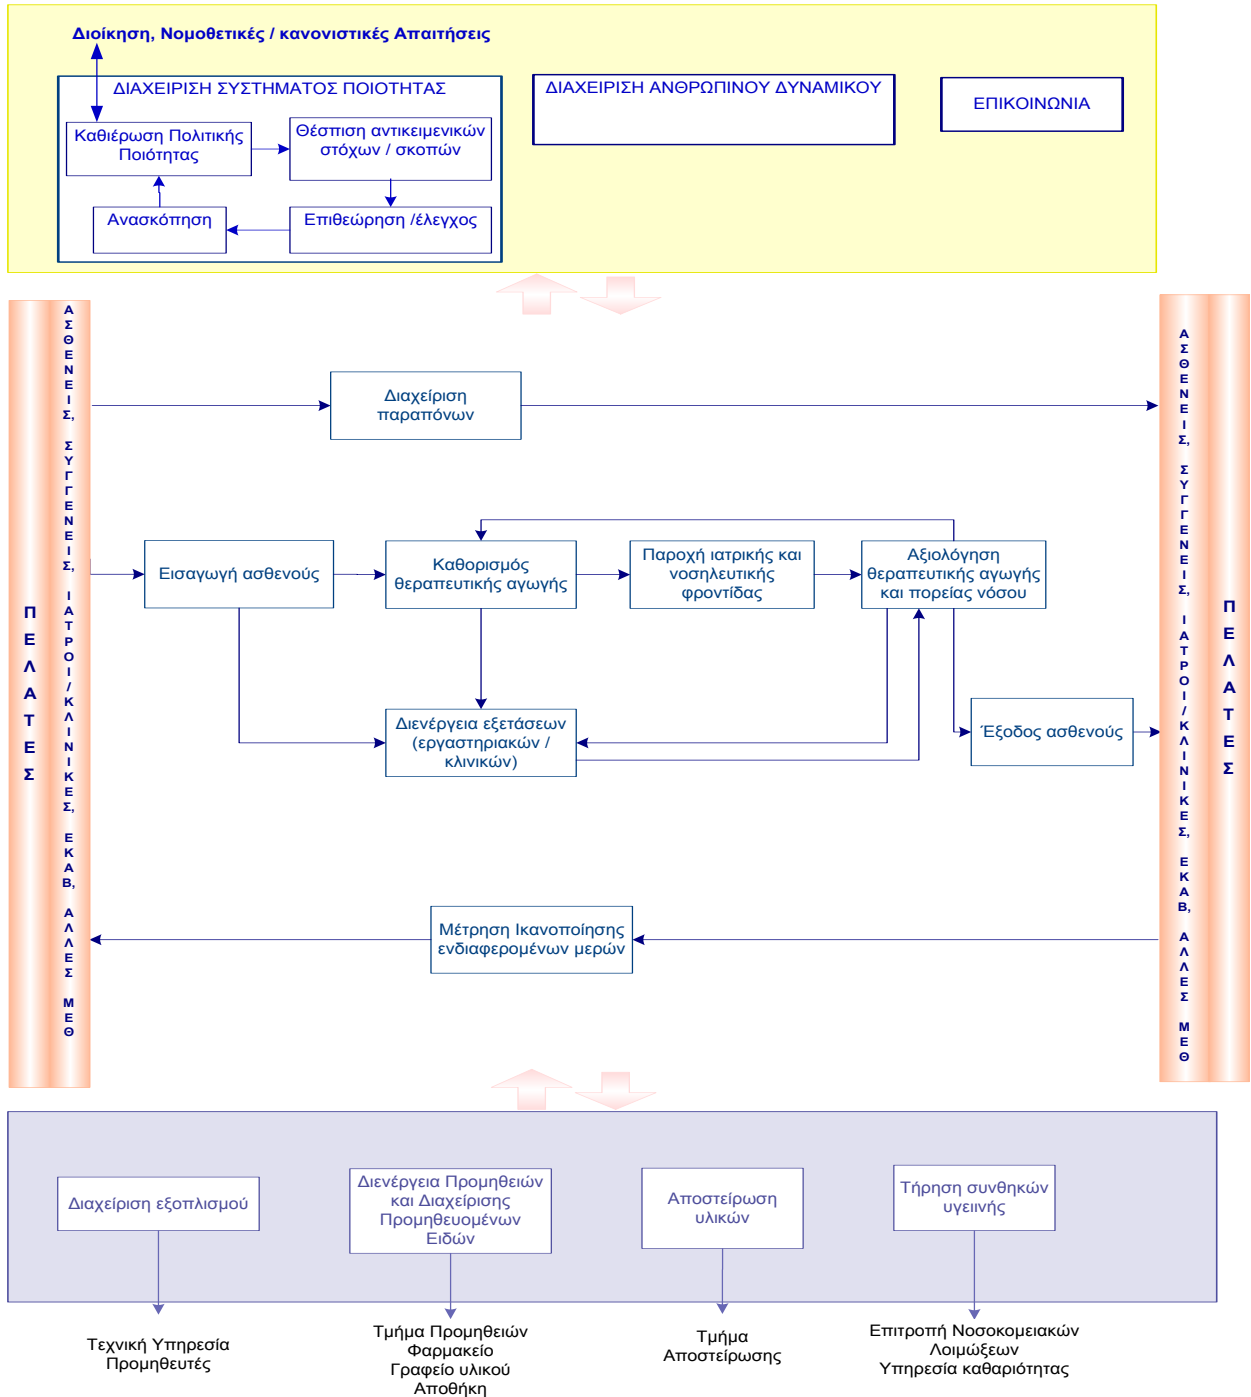 Διοίκηση, Νομοθετικές / κανονιστικές Απαιτήσεις
ΔΙΑΧΕΙΡΙΣΗ ΣΥΣΤΗΜΑΤΟΣ ΠΟΙΟΤΗΤΑΣ
Καθιέρωση Πολιτικής
Ποιότητας
Θέσπιση αντικειμενικών
στόχων / σκοπών
Ανασκόπηση
Επιθεώρηση /έλεγχος
ΔΙΑΧΕΙΡΙΣΗ ΑΝΘΡΩΠΙΝΟΥ ΔΥΝΑΜΙΚΟΥ
ΕΠΙΚΟΙΝΩΝΙΑ
ΠΕΛΑΤΕΣ
ΑΣΘΕΝΕΙΣ, ΣΥΓΓΕΝΕΙΣ, ΙΑΤΡΟΙ/ΚΛΙΝΙΚΕΣ, ΕΚΑΒ, ΑΛΛΕΣ ΜΕΘ
Διαχείριση
παραπόνων
Εισαγωγή ασθενούς
Καθορισμός
θεραπευτικής αγωγής
Παροχή ιατρικής και
νοσηλευτικής
φροντίδας
Αξιολόγηση
θεραπευτικής αγωγής
και πορείας νόσου
Διενέργεια εξετάσεων
(εργαστηριακών /
κλινικών)
Έξοδος ασθενούς
Μέτρηση Ικανοποίησης
ενδιαφερομένων μερών
ΑΣΘΕΝΕΙΣ, ΣΥΓΓΕΝΕΙΣ, ΙΑΤΡΟΙ/ΚΛΙΝΙΚΕΣ, ΕΚΑΒ, ΑΛΛΕΣ ΜΕΘ
ΠΕΛΑΤΕΣ
Διαχείριση εξοπλισμού
Διενέργεια Προμηθειών
και Διαχείρισης
Προμηθευομένων
Ειδών
Αποστείρωση
υλικών
Τήρηση συνθηκών
υγειινής
Τεχνική Υπηρεσία
Προμηθευτές
Τμήμα Προμηθειών
Φαρμακείο
Γραφείο υλικού
Αποθήκη
Τμήμα
Αποστείρωσης
Επιτροπή Νοσοκομειακών
Λοιμώξεων
Υπηρεσία καθαριότητας